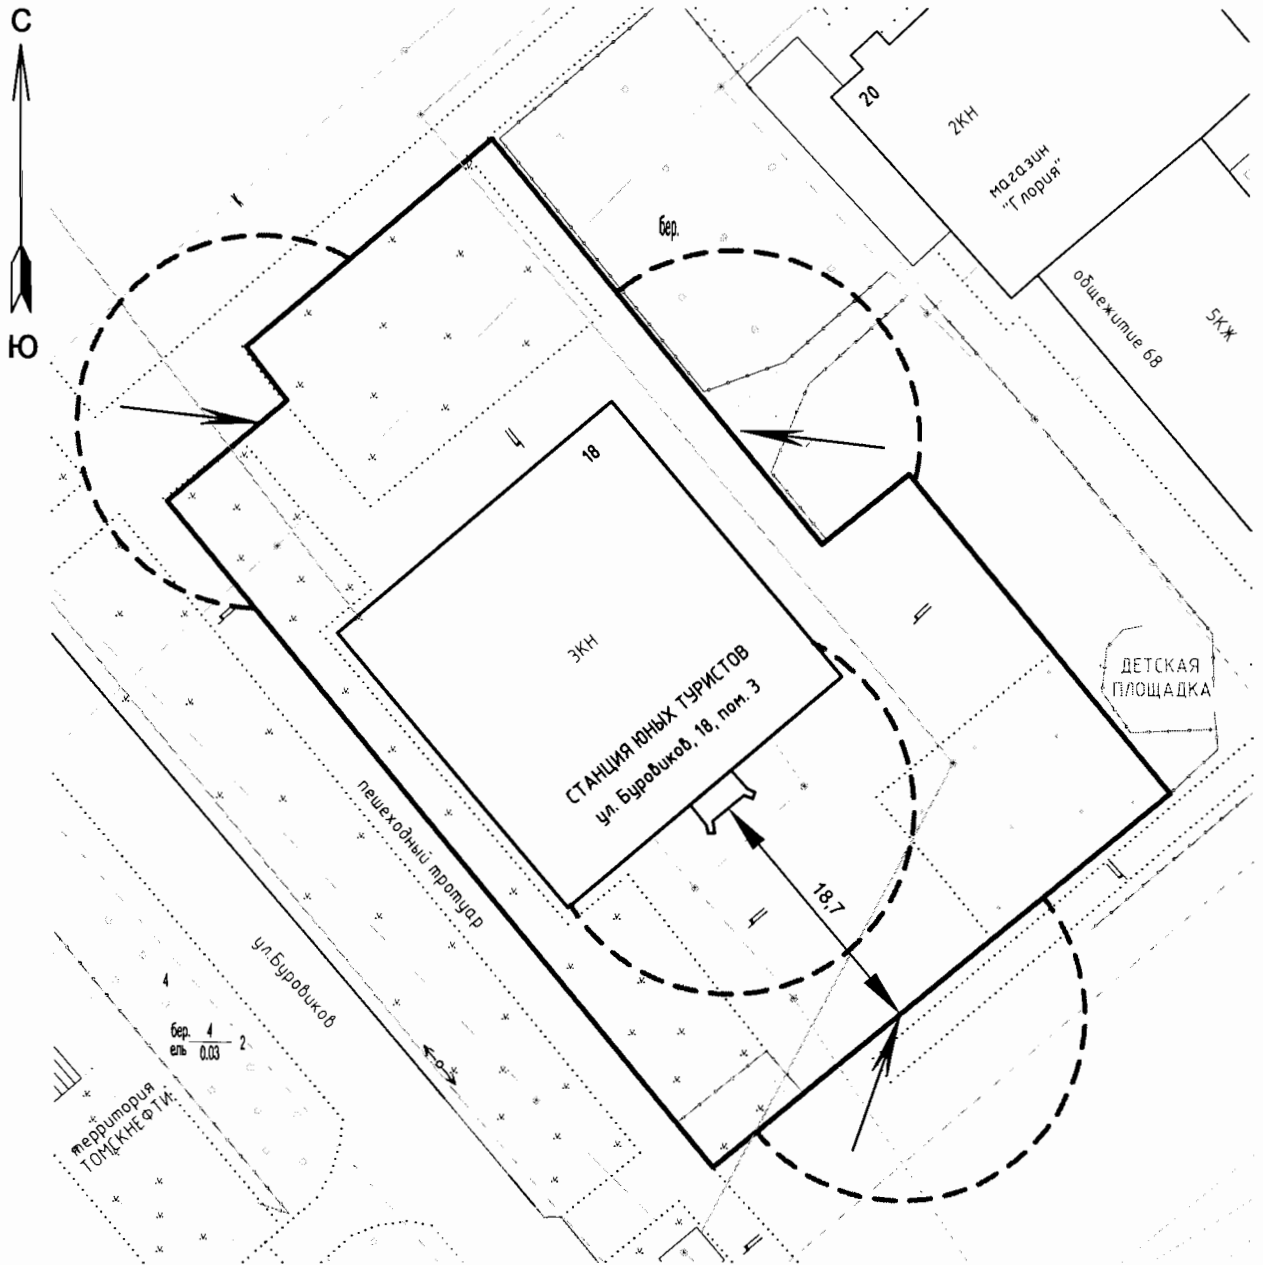 С
Ю
20
2КН
магазин
"Глория"
бер.
общежитие 68
5КЖ
Ц
18
3КН
СТАНЦИЯ ЮНЫХ ТУРИСТОВ
ул. Буровиков, 18, пом. 3
ДЕТСКАЯ
ПЛОЩАДКА
18,7
Ц
пешеходный тротуар
ул.Буровиков
4
бер. 4
ель 0.03 2
территория
ТОМСКНЕФТИ